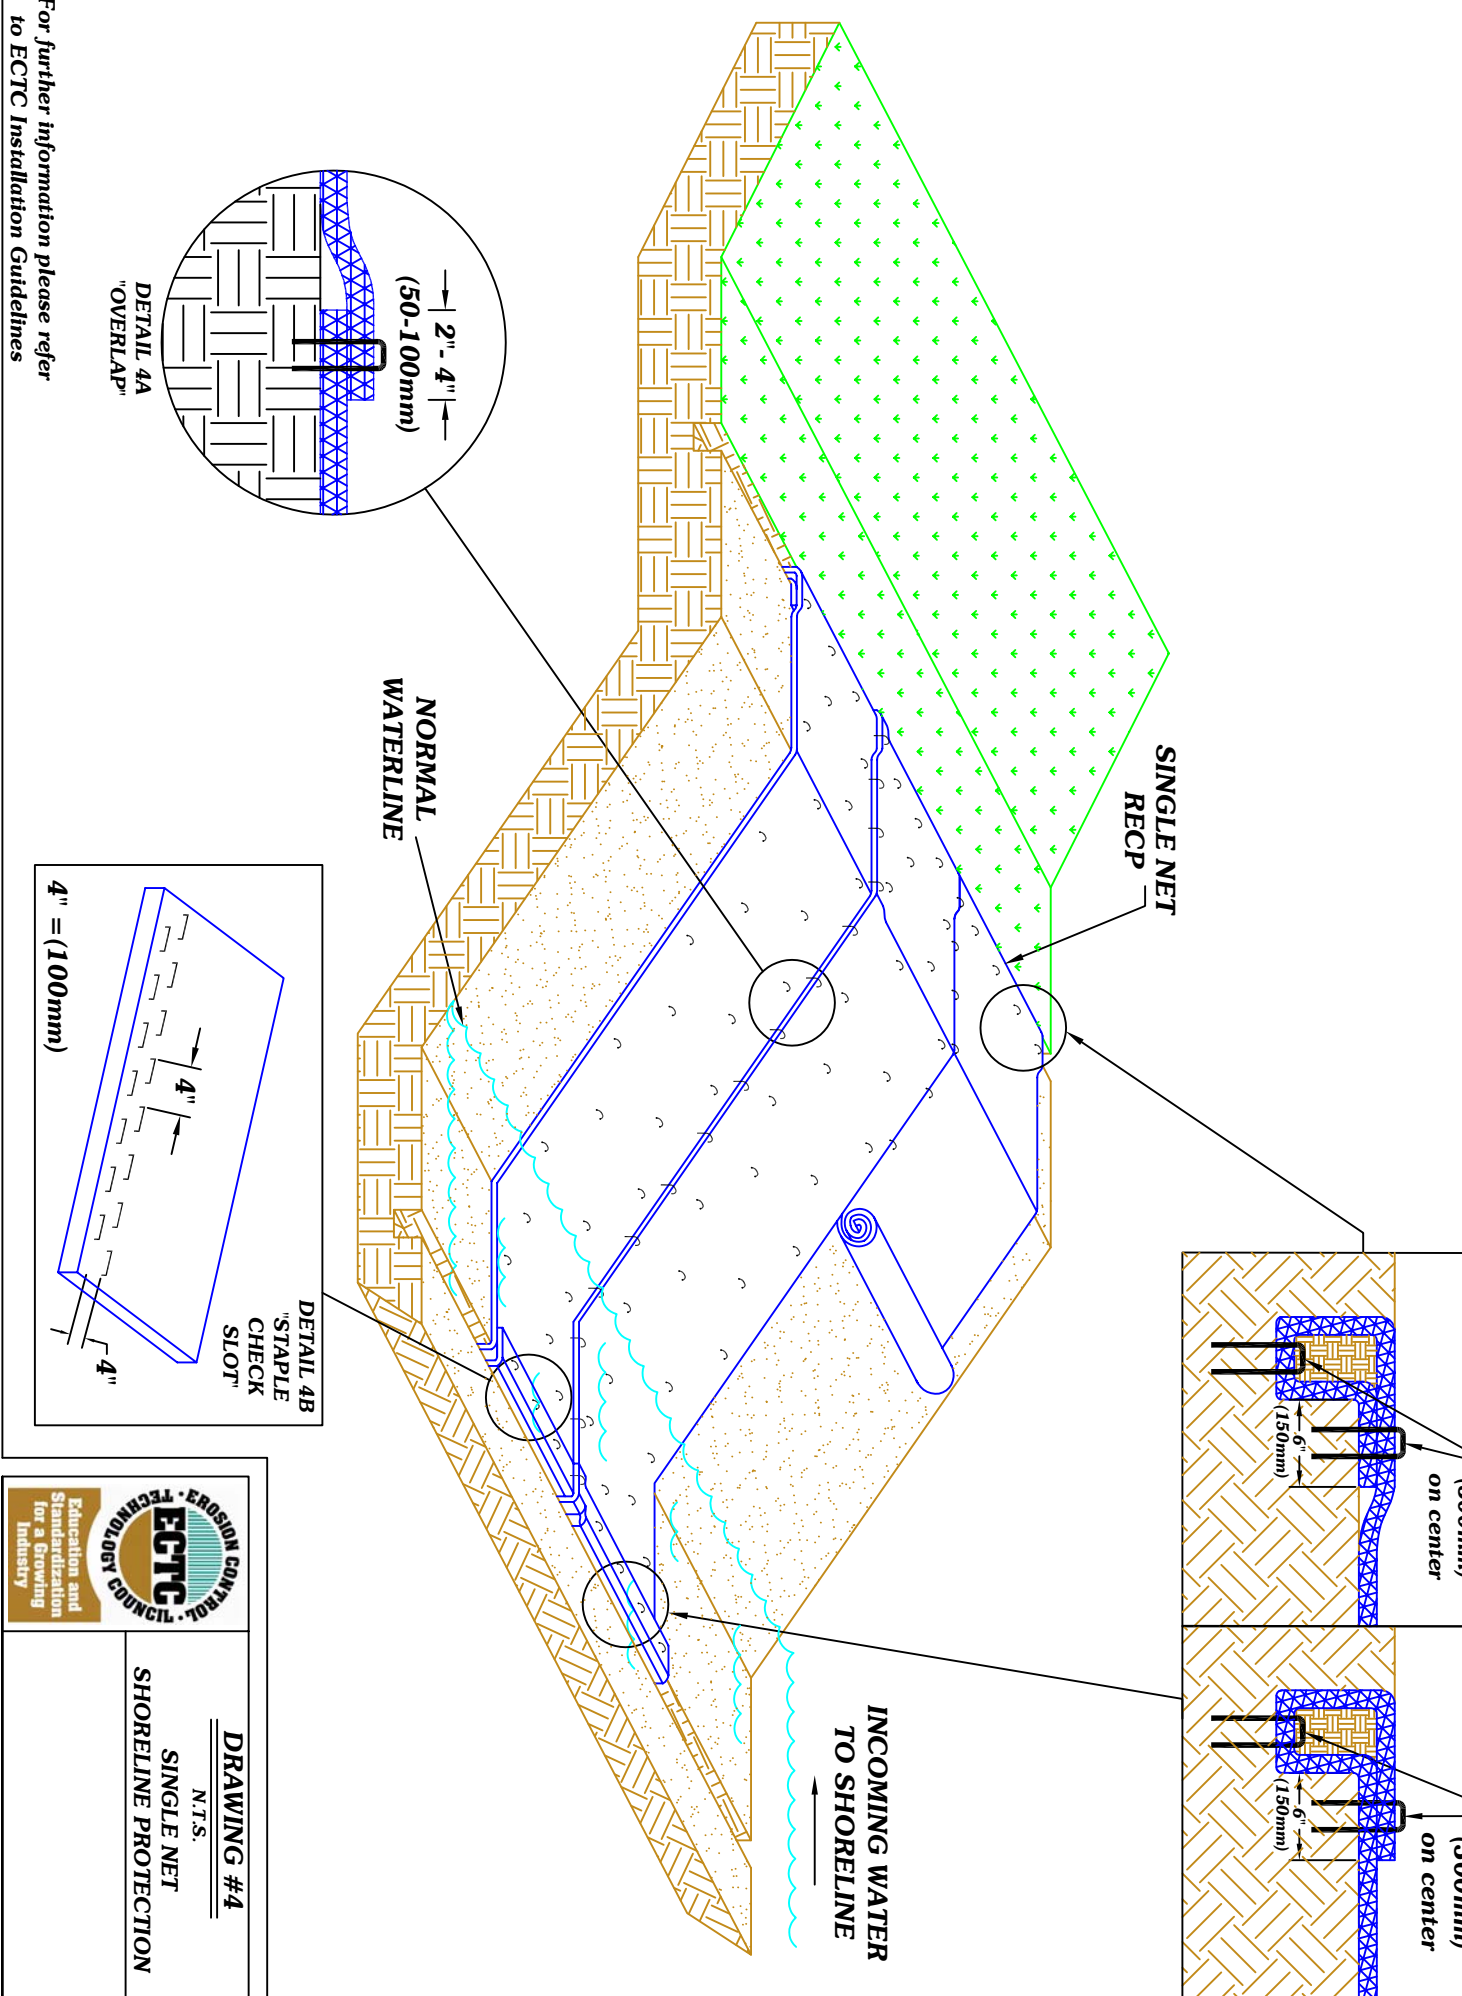 SINGLE NET
RECP
on center
6"
(150mm)
on center
6"
(150mm)
INCOMING WATER
TO SHORELINE
NORMAL
WATERLINE
2"- 4"
(50-100mm)
DETAIL 4A
"OVERLAP"
DETAIL 4B
"STAPLE
CHECK
SLOT"
4"
4"
4" =(100mm)
For further information please refer
to ECTC Installation Guidelines
EROSION CONTROL
TECHNOLOGY COUNCIL
ECTC
Education and
Standardization
for a Growing
Industry
DRAWING #4
N.T.S.
SINGLE NET
SHORELINE PROTECTION